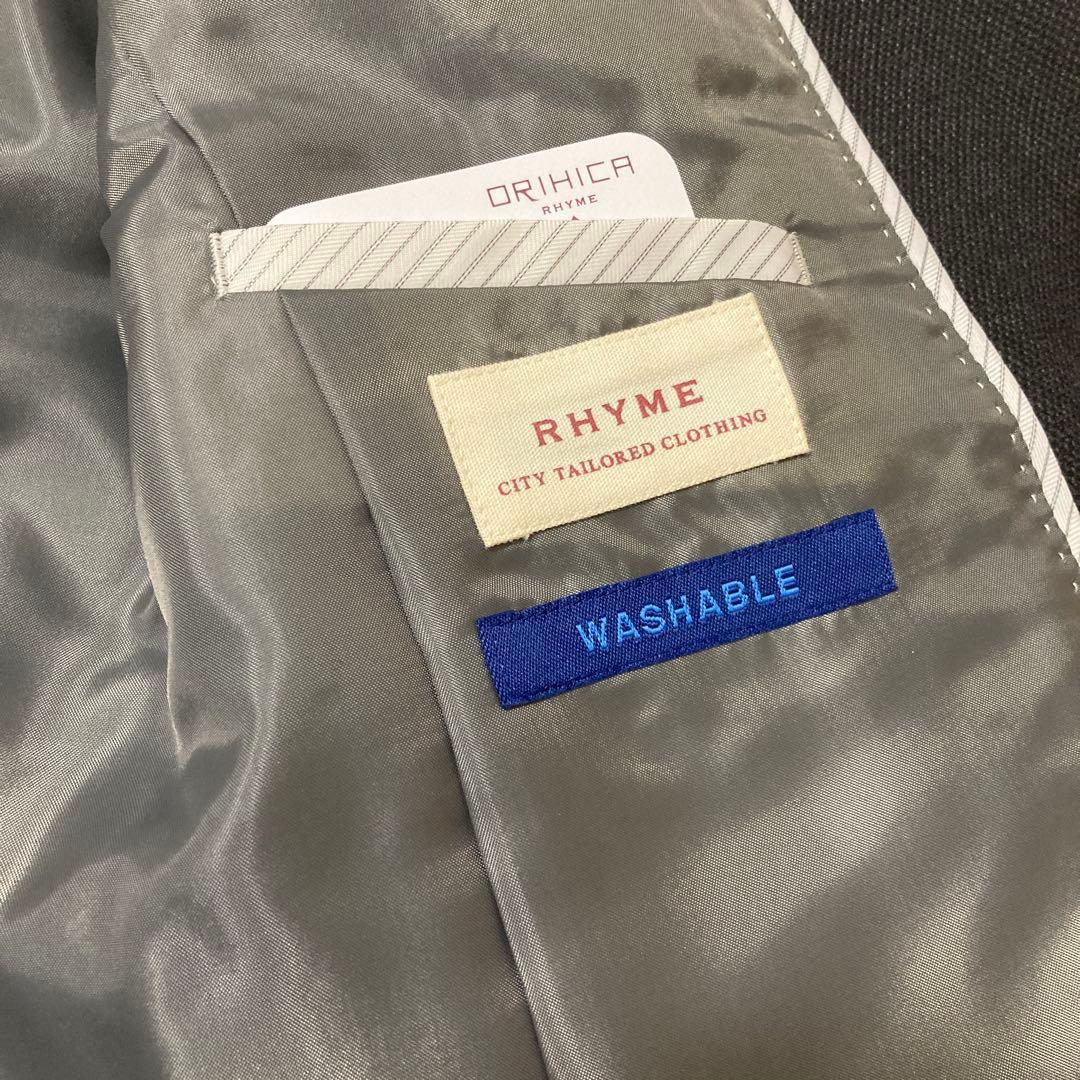 ORIHICA
RHYME
RHYME
CITY TAILORED CLOTHING
WASHABLE